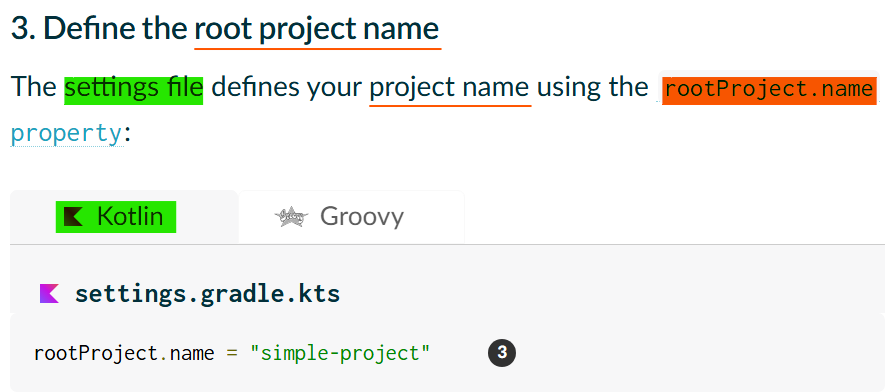 3. Define the root project name
The settings file defines your project name using the rootProject.name
property:
Kotlin Groovy
settings.gradle.kts
rootProject.name = "simple-project" 3